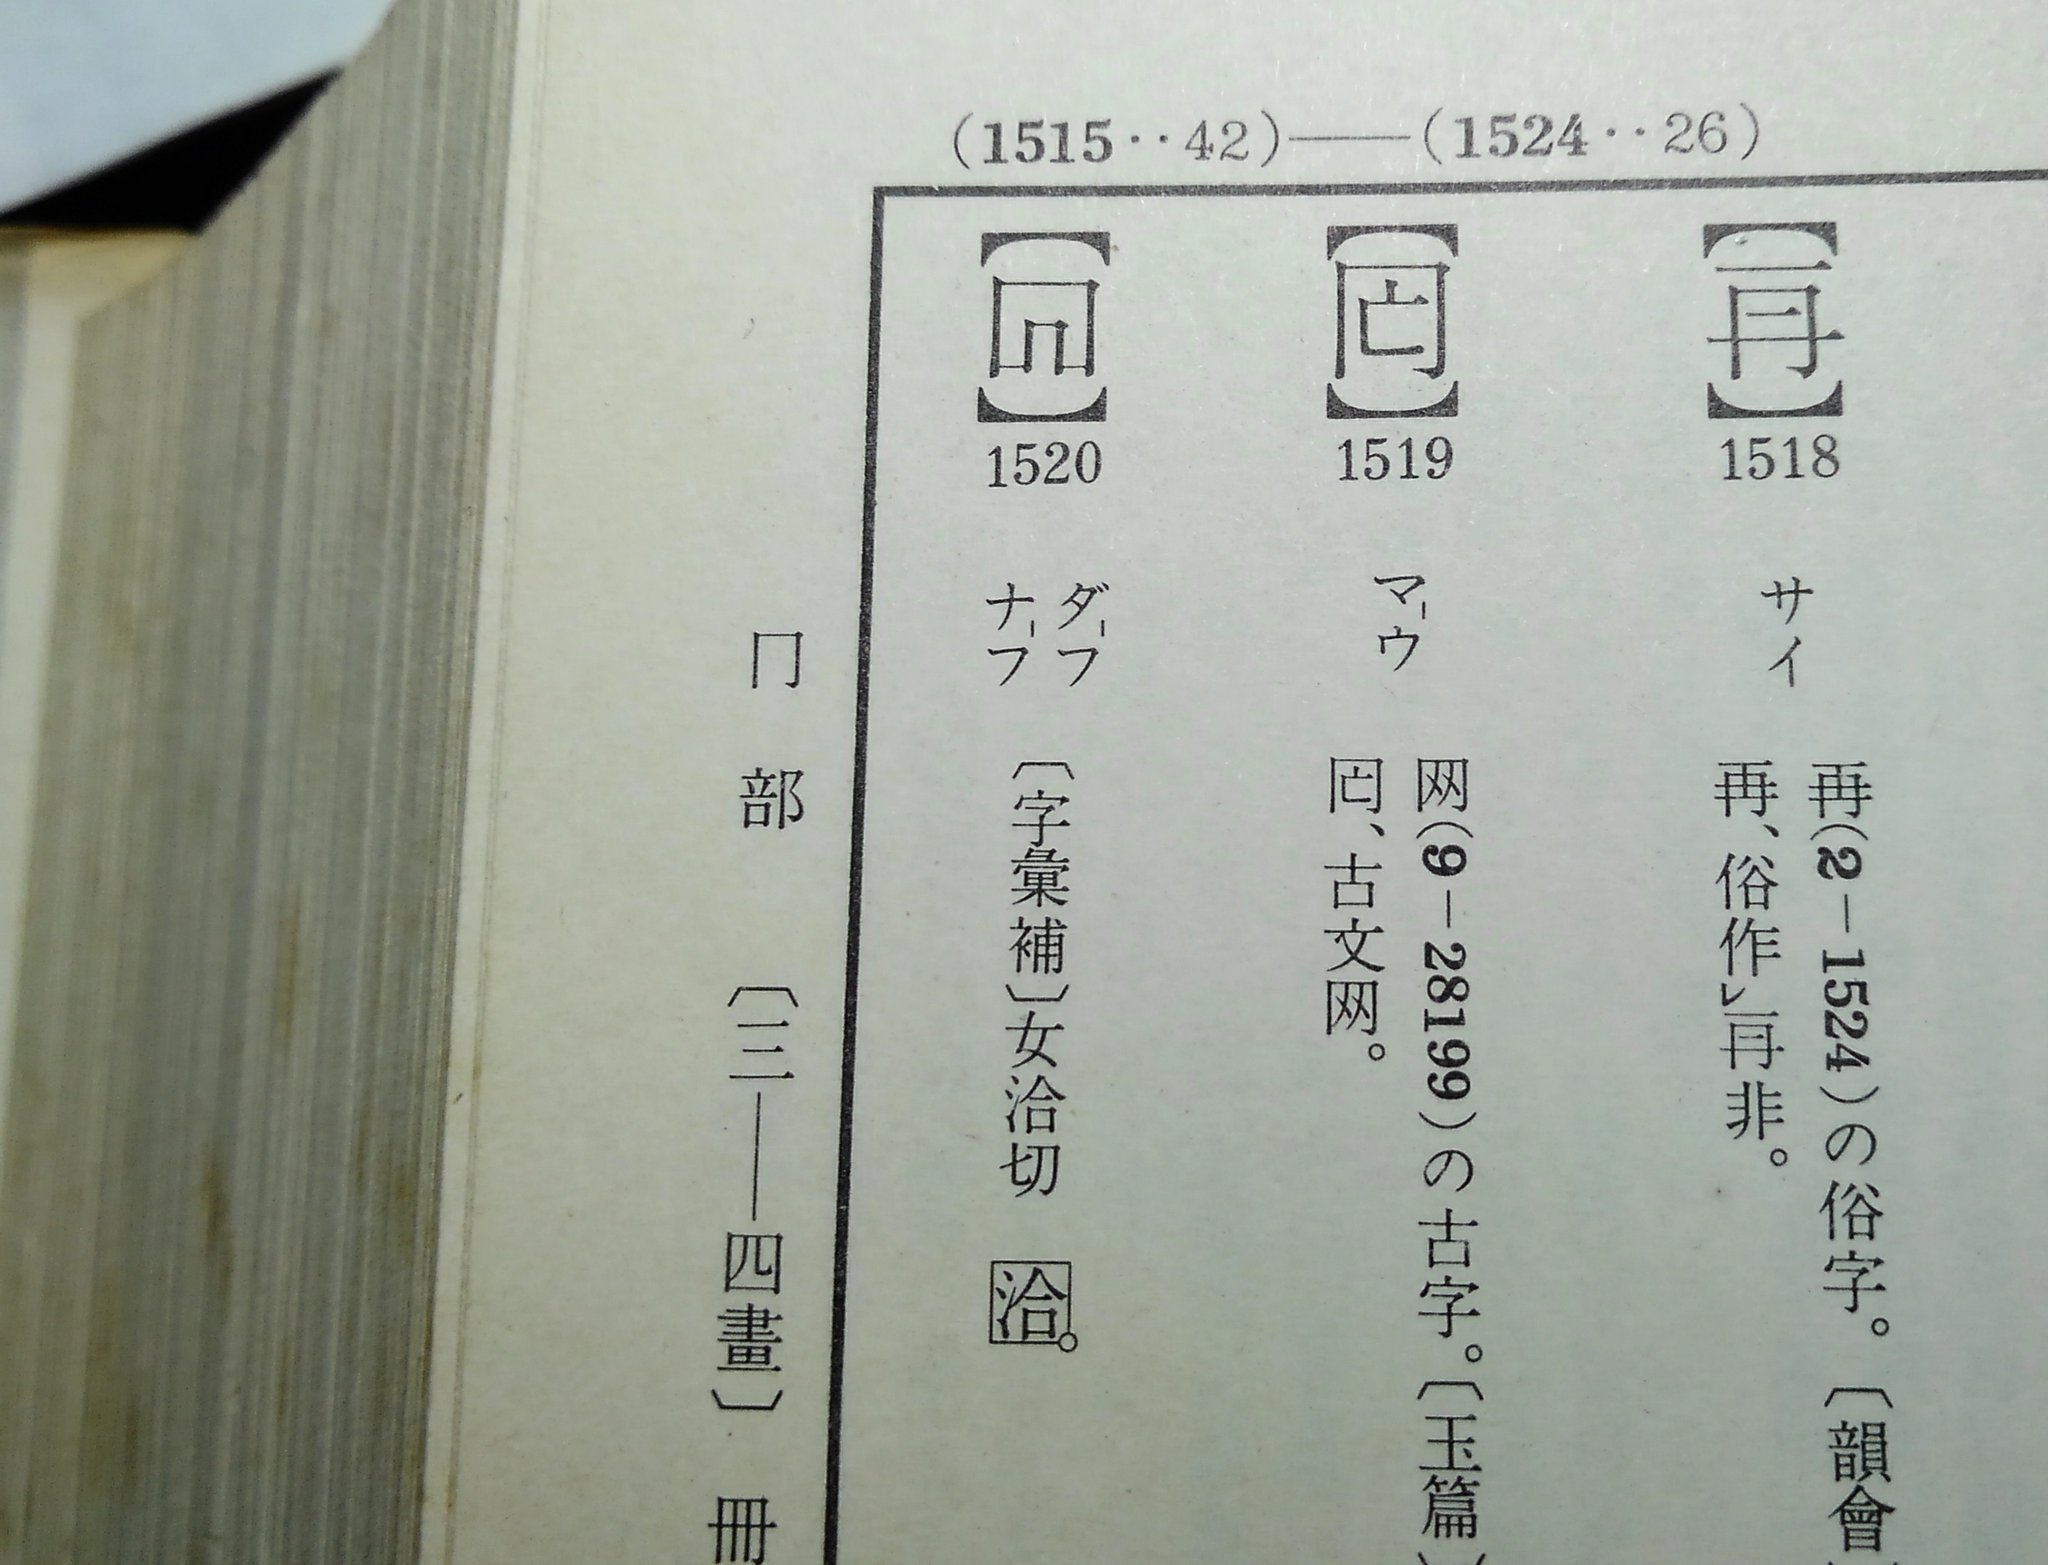 (1515‥42)——(1524‥26)
【再】1518 サイ 再(2－1524)の俗字。〔韻會
再、俗作㆑再非。
【𦉾】1519 マウ 网(9－28199)の古字。〔玉篇〕
𦉾、古文网。
1520 ダフ ナフ 〔字彙補〕女洽切 洽。
冂部 〔三——四畫〕 冊